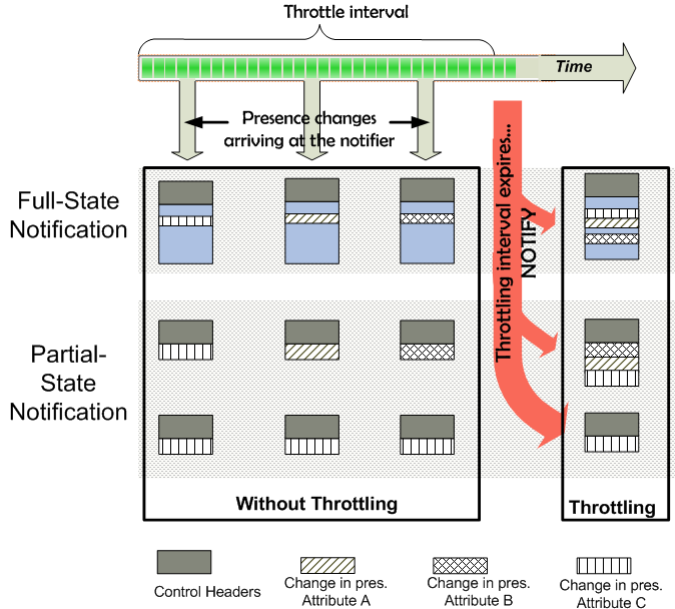 Throttle interval
Time
Presence changes
arriving at the notifier
Throttling interval expires...
NOTIFY
Full-State
Notification
Partial-
State
Notification
Without Throttling
Throttling
Control Headers
Change in pres.
Attribute A
Change in pres.
Attribute B
Change in pres.
Attribute C